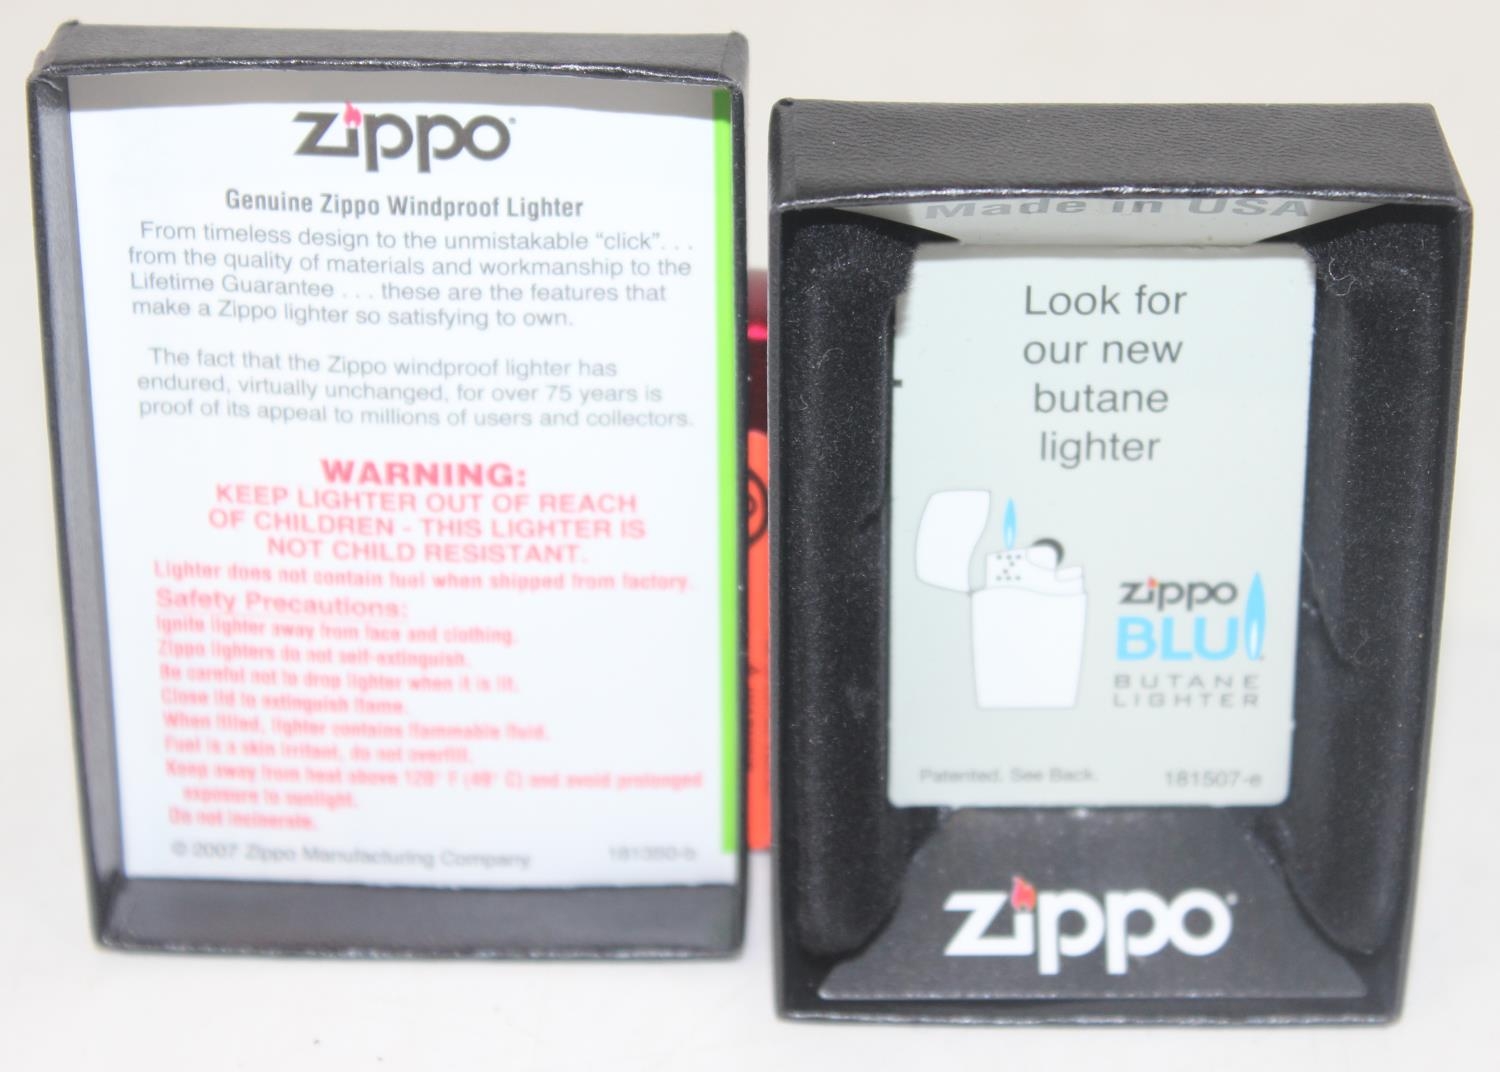 Zippo
Genuine Zippo Windproof Lighter
From timeless design to the unmistakable “click”. . .
from the quality of materials and workmanship to the
Lifetime Guarantee . . . these are the features that
make a Zippo lighter so satisfying to own.
The fact that the Zippo windproof lighter has
endured, virtually unchanged, for over 75 years is
proof of its appeal to millions of users and collectors.
WARNING:
KEEP LIGHTER OUT OF REACH
OF CHILDREN - THIS LIGHTER IS
NOT CHILD RESISTANT.
Lighter does not contain fuel when shipped from factory.
Safety Precautions:
Ignite lighter away from face and clothing.
Zippo lighters do not self-extinguish.
Be careful not to drop lighter when it is lit.
Close lid to extinguish flame.
When filled, lighter contains flammable fluid.
Fuel is a skin irritant, do not overfill.
Keep away from heat above 120° F (49° C) and avoid prolonged
exposure to sunlight.
Do not incinerate.
© 2007 Zippo Manufacturing Company 181350-b
Made in USA
Look for
our new
butane
lighter
Zippo
BLU
BUTANE
LIGHTER
Patented. See Back. 181507-e
Zippo